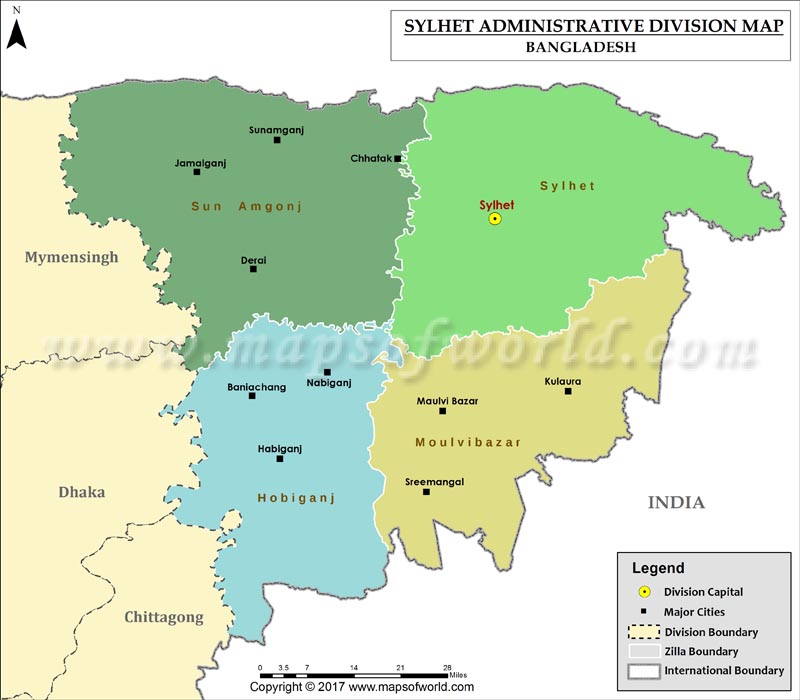 N
SYLHET ADMINISTRATIVE DIVISION MAP
BANGLADESH
Sunamganj
Chhatak
Jamalganj
Sylhet
Sun Amgonj
Sylhet
Mymensingh
Derai
www.mapsofworld.com
Baniachang
Nabiganj
Kulaura
Maulvi Bazar
Moulvibazar
Habiganj
Sreemangal
Dhaka
Hobiganj
INDIA
Chittagong
Legend
Division Capital
Major Cities
Division Boundary
Zilla Boundary
International Boundary
0 3.5 7 14 21 28
Miles
Copyright © 2017 www.mapsofworld.com